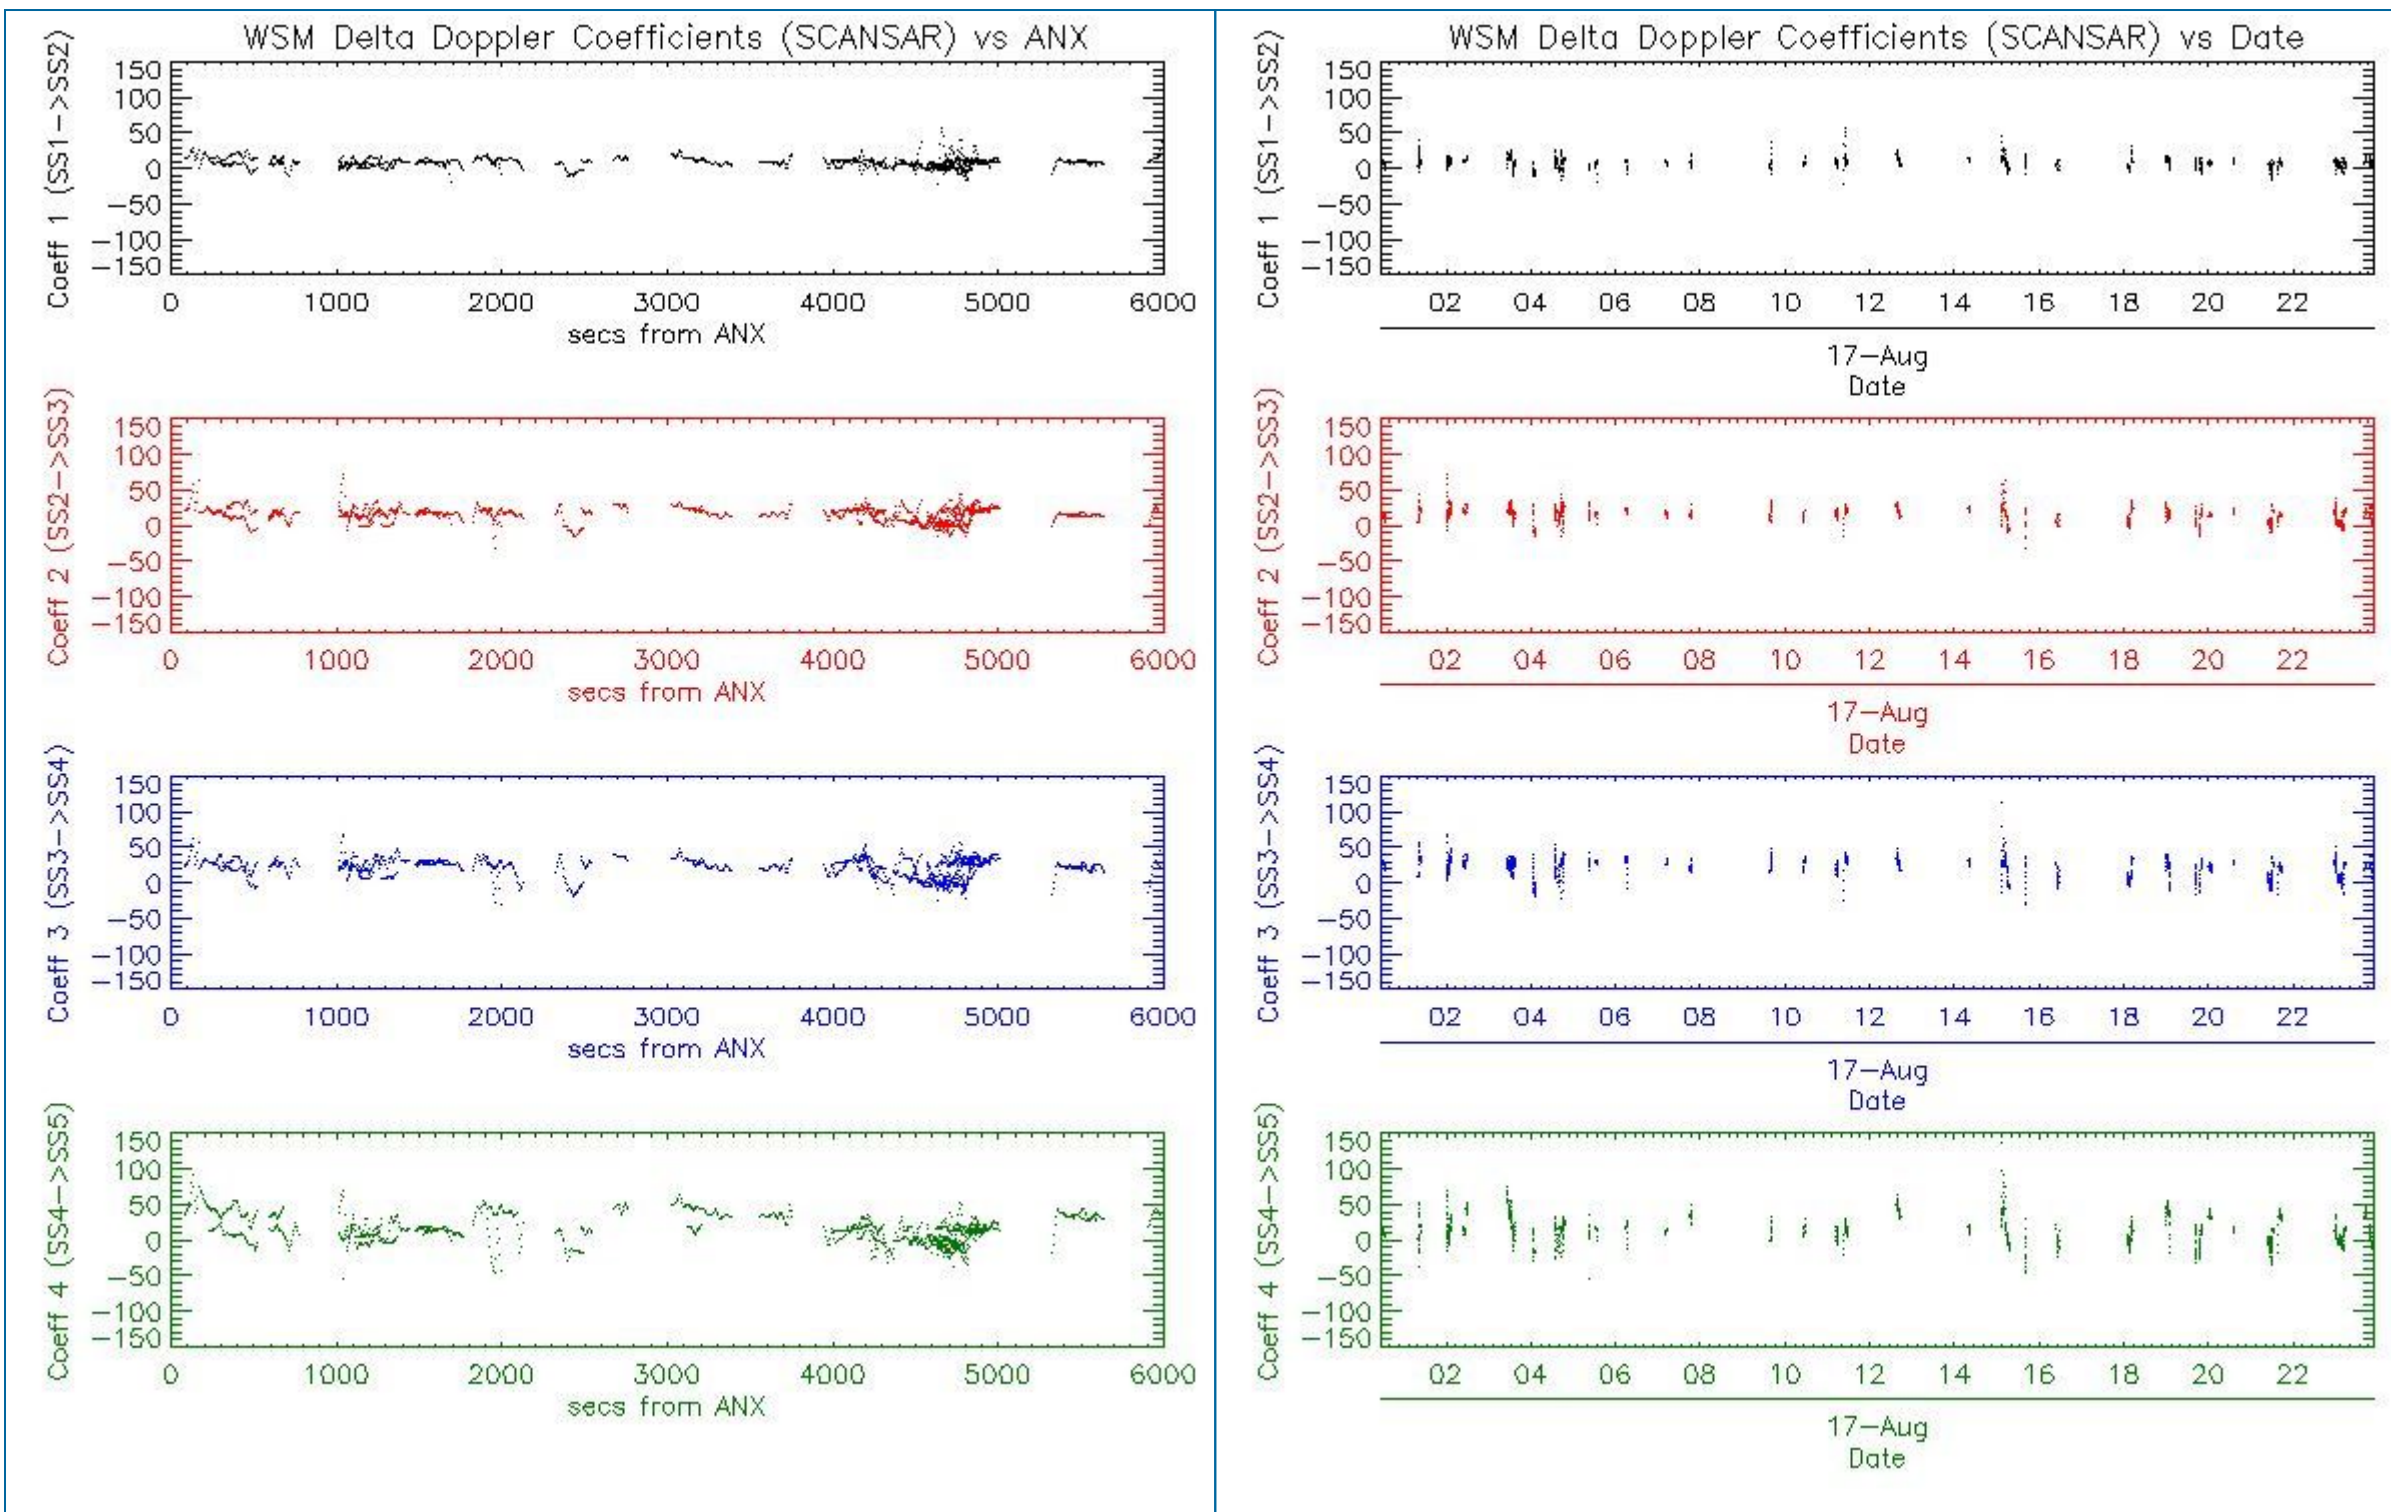 WSM Delta Doppler Coefficients (SCANSAR) vs ANX
Coeff 1 (SS1->SS2)
150
100
50
0
-50
-100
-150
0 1000 2000 3000 4000 5000 6000
secs from ANX
Coeff 2 (SS2->SS3)
150
100
50
0
-50
-100
-150
0 1000 2000 3000 4000 5000 6000
secs from ANX
Coeff 3 (SS3->SS4)
150
100
50
0
-50
-100
-150
0 1000 2000 3000 4000 5000 6000
secs from ANX
Coeff 4 (SS4->SS5)
150
100
50
0
-50
-100
-150
0 1000 2000 3000 4000 5000 6000
secs from ANX
WSM Delta Doppler Coefficients (SCANSAR) vs Date
Coeff 1 (SS1->SS2)
150
100
50
0
-50
-100
-150
02 04 06 08 10 12 14 16 18 20 22
17-Aug
Date
Coeff 2 (SS2->SS3)
150
100
50
0
-50
-100
-150
02 04 06 08 10 12 14 16 18 20 22
17-Aug
Date
Coeff 3 (SS3->SS4)
150
100
50
0
-50
-100
-150
02 04 06 08 10 12 14 16 18 20 22
17-Aug
Date
Coeff 4 (SS4->SS5)
150
100
50
0
-50
-100
-150
02 04 06 08 10 12 14 16 18 20 22
17-Aug
Date